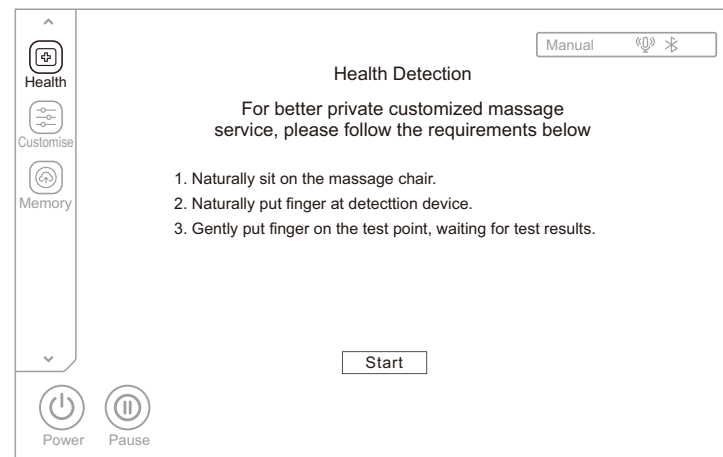 Manual
Health
Customise
Memory
Health Detection
For better private customized massage
service, please follow the requirements below
1. Naturally sit on the massage chair.
2. Naturally put finger at detecttion device.
3. Gently put finger on the test point, waiting for test results.
Start
Power
Pause